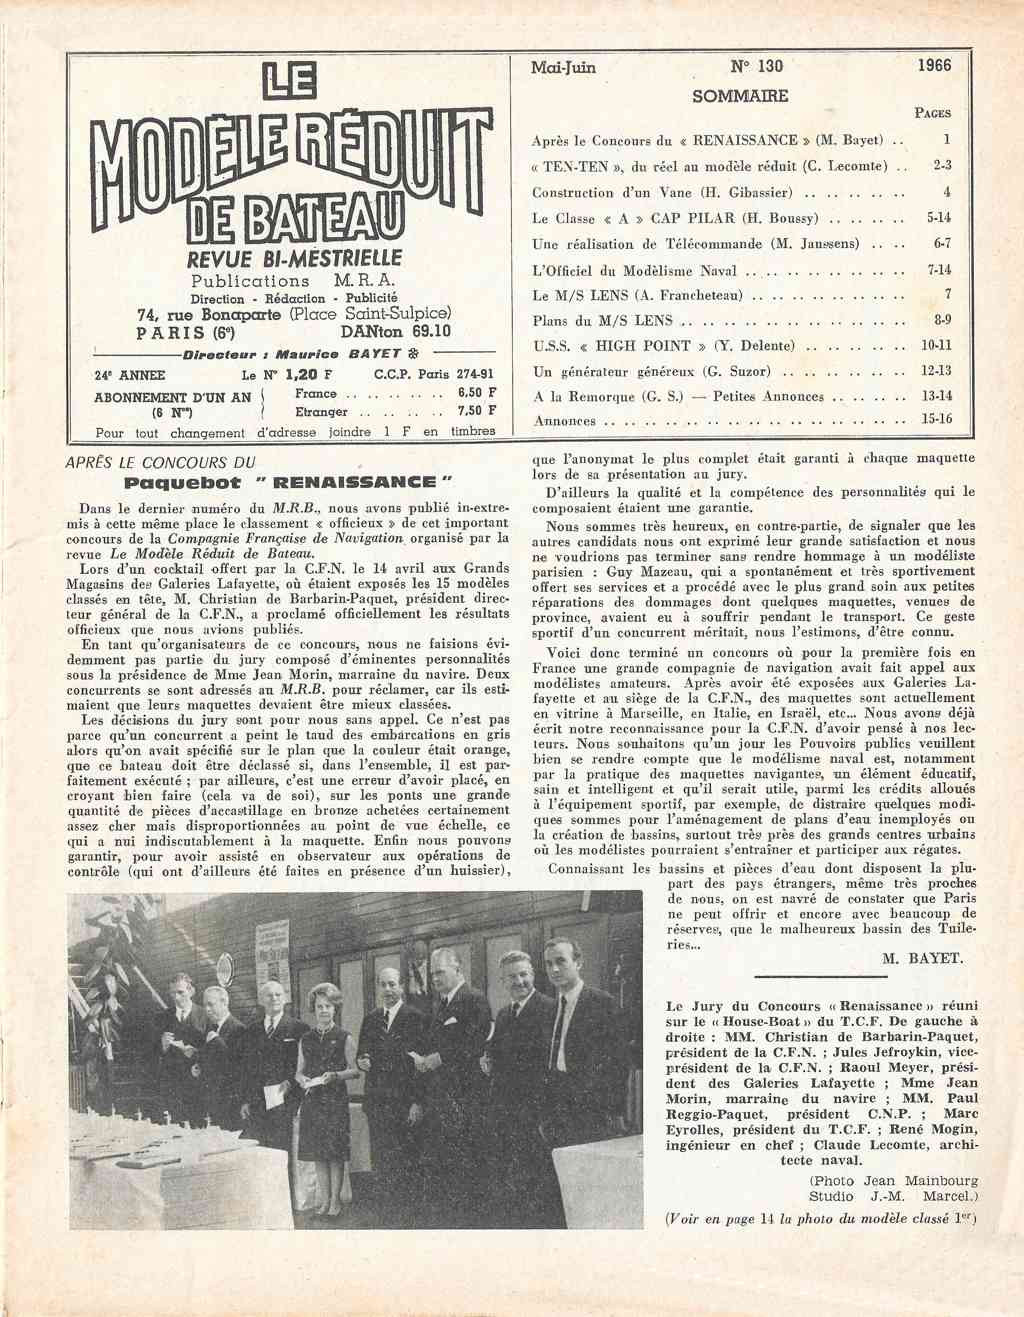 LE
MODÈLE RÉDUIT
DE BATEAU
REVUE BI-MESTRIELLE
Publications M. R. A.
Direction - Rédaction - Publicité
74, rue Bonaparte (Place Saint-Sulpice)
PARIS (6e) DANton 69.10
Directeur : Maurice BAYET
24e ANNEE Le N° 1,20 F C.C.P. Paris 274-91
ABONNEMENT D'UN AN France .. .. .. .. .. 6,50 F
(6 Nos) Etranger .. .. .. .. 7,50 F
Pour tout changement d'adresse joindre 1 F en timbres
Mai-Juin N° 130 1966
SOMMAIRE
PAGES
Après le Concours du « RENAISSANCE » (M. Bayet) .. 1
« TEN-TEN », du réel au modèle réduit (C. Lecomte) .. 2-3
Construction d'un Vane (H. Gibassier) .. .. .. .. .. 4
Le Classe « A » CAP PILAR (H. Boussy) .. .. .. .. 5-14
Une réalisation de Télécommande (M. Janssens) .. .. 6-7
L'Officiel du Modélisme Naval .. .. .. .. .. .. .. .. 7-14
Le M/S LENS (A. Francheteau) .. .. .. .. .. .. .. .. 7
Plans du M/S LENS .. .. .. .. .. .. .. .. .. .. .. 8-9
U.S.S. « HIGH POINT » (Y. Delente) .. .. .. .. .. 10-11
Un générateur généreux (G. Suzor) .. .. .. .. .. .. 12-13
A la Remorque (G. S.) — Petites Annonces .. .. .. .. 13-14
Annonces .. .. .. .. .. .. .. .. .. .. .. .. .. .. 15-16
APRÈS LE CONCOURS DU
Paquebot " RENAISSANCE "
Dans le dernier numéro du M.R.B., nous avons publié in-extre-
mis à cette même place le classement « officieux » de cet important
concours de la Compagnie Française de Navigation organisé par la
revue Le Modèle Réduit de Bateau.
Lors d'un cocktail offert par la C.F.N. le 14 avril aux Grands
Magasins des Galeries Lafayette, où étaient exposés les 15 modèles
classés en tête, M. Christian de Barbarin-Paquet, président direc-
teur général de la C.F.N., a proclamé officiellement les résultats
officieux que nous avions publiés.
En tant qu'organisateurs de ce concours, nous ne faisions évi-
demment pas partie du jury composé d'éminentes personnalités
sous la présidence de Mme Jean Morin, marraine du navire. Deux
concurrents se sont adressés au M.R.B. pour réclamer, car ils esti-
maient que leurs maquettes devaient être mieux classées.
Les décisions du jury sont pour nous sans appel. Ce n'est pas
parce qu'un concurrent a peint le taud des embarcations en gris
alors qu'on avait spécifié sur le plan que la couleur était orange,
que ce bateau doit être déclassé si, dans l'ensemble, il est par-
faitement exécuté ; par ailleurs, c'est une erreur d'avoir placé, en
croyant bien faire (cela va de soi), sur les ponts une grande
quantité de pièces d'accastillage en bronze achetées certainement
assez cher mais disproportionnées au point de vue échelle, ce
qui a nui indiscutablement à la maquette. Enfin nous pouvons
garantir, pour avoir assisté en observateur aux opérations de
contrôle (qui ont d'ailleurs été faites en présence d'un huissier),
que l'anonymat le plus complet était garanti à chaque maquette
lors de sa présentation au jury.
D'ailleurs la qualité et la compétence des personnalités qui le
composaient étaient une garantie.
Nous sommes très heureux, en contre-partie, de signaler que les
autres candidats nous ont exprimé leur grande satisfaction et nous
ne voudrions pas terminer sans rendre hommage à un modéliste
parisien : Guy Mazeau, qui a spontanément et très sportivement
offert ses services et a procédé avec le plus grand soin aux petites
réparations des dommages dont quelques maquettes, venues de
province, avaient eu à souffrir pendant le transport. Ce geste
sportif d'un concurrent méritait, nous l'estimons, d'être connu.
Voici donc terminé un concours où pour la première fois en
France une grande compagnie de navigation avait fait appel aux
modélistes amateurs. Après avoir été exposées aux Galeries La-
fayette et au siège de la C.F.N., des maquettes sont actuellement
en vitrine à Marseille, en Italie, en Israël, etc... Nous avons déjà
écrit notre reconnaissance pour la C.F.N. d'avoir pensé à nos lec-
teurs. Nous souhaitons qu'un jour les Pouvoirs publics veuillent
bien se rendre compte que le modélisme naval est, notamment
par la pratique des maquettes navigantes, un élément éducatif,
sain et intelligent et qu'il serait utile, parmi les crédits alloués
à l'équipement sportif, par exemple, de distraire quelques modi-
ques sommes pour l'aménagement de plans d'eau inemployés ou
la création de bassins, surtout très près des grands centres urbains
où les modélistes pourraient s'entraîner et participer aux régates.
Connaissant les bassins et pièces d'eau dont disposent la plu-
part des pays étrangers, même très proches
de nous, on est navré de constater que Paris
ne peut offrir et encore avec beaucoup de
réserves, que le malheureux bassin des Tuile-
ries...
M. BAYET.
Le Jury du Concours « Renaissance » réuni
sur le « House-Boat » du T.C.F. De gauche à
droite : MM. Christian de Barbarin-Paquet,
président de la C.F.N. ; Jules Jefroykin, vice-
président de la C.F.N. ; Raoul Meyer, prési-
dent des Galeries Lafayette ; Mme Jean
Morin, marraine du navire ; MM. Paul
Reggio-Paquet, président C.N.P. ; Marc
Eyrolles, président du T.C.F. ; René Mogin,
ingénieur en chef ; Claude Lecomte, archi-
tecte naval.
(Photo Jean Mainbourg
Studio J.-M. Marcel.)
(Voir en page 14 la photo du modèle classé 1er)